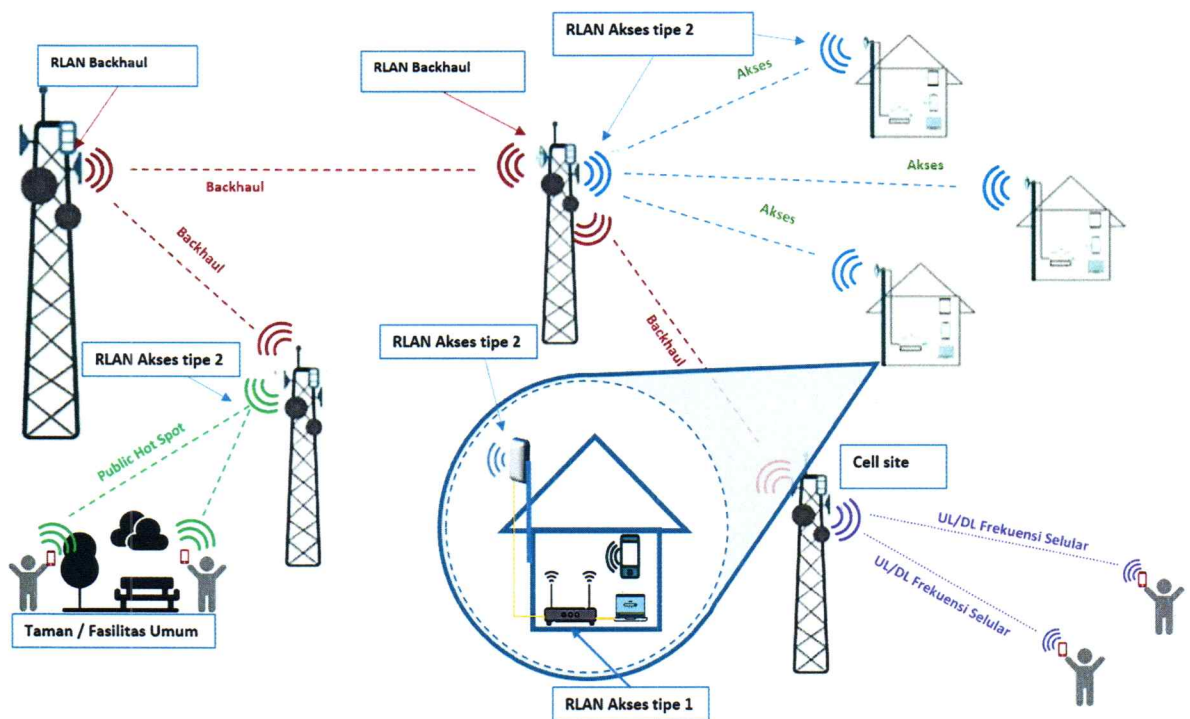 RLAN Akses tipe 2
RLAN Backhaul
RLAN Backhaul
Akses
Akses
Backhaul
Akses
Backhaul
Backhaul
RLAN Akses tipe 2
RLAN Akses tipe 2
Public Hot Spot
Cell site
UL/DL Frekuensi Selular
UL/DL Frekuensi Selular
Taman / Fasilitas Umum
RLAN Akses tipe 1